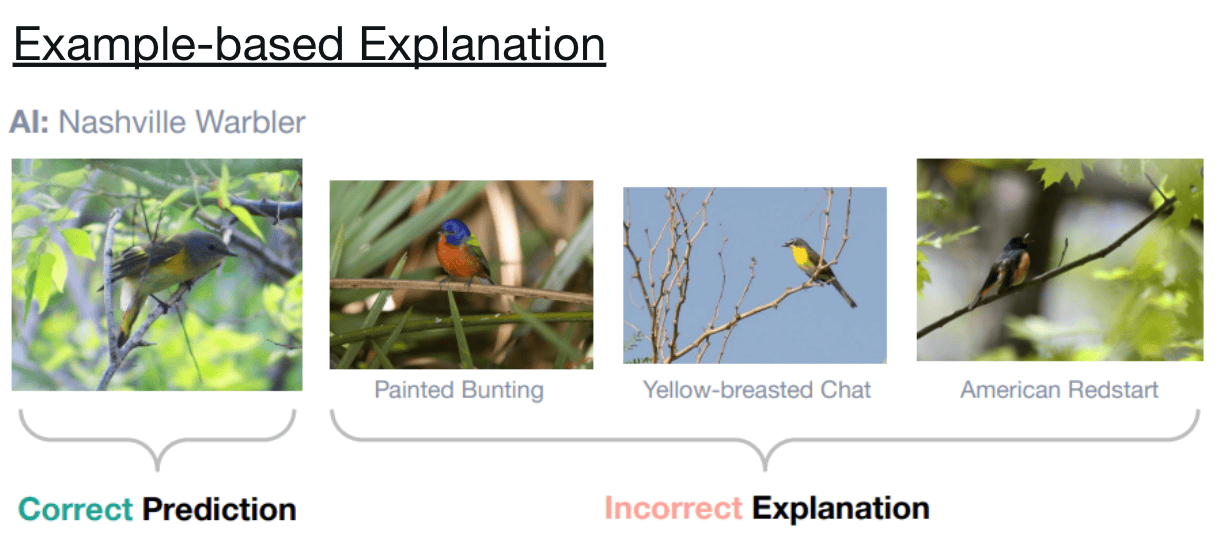 Example-based Explanation
AI: Nashville Warbler
Painted Bunting
Yellow-breasted Chat
American Redstart
Correct Prediction
Incorrect Explanation